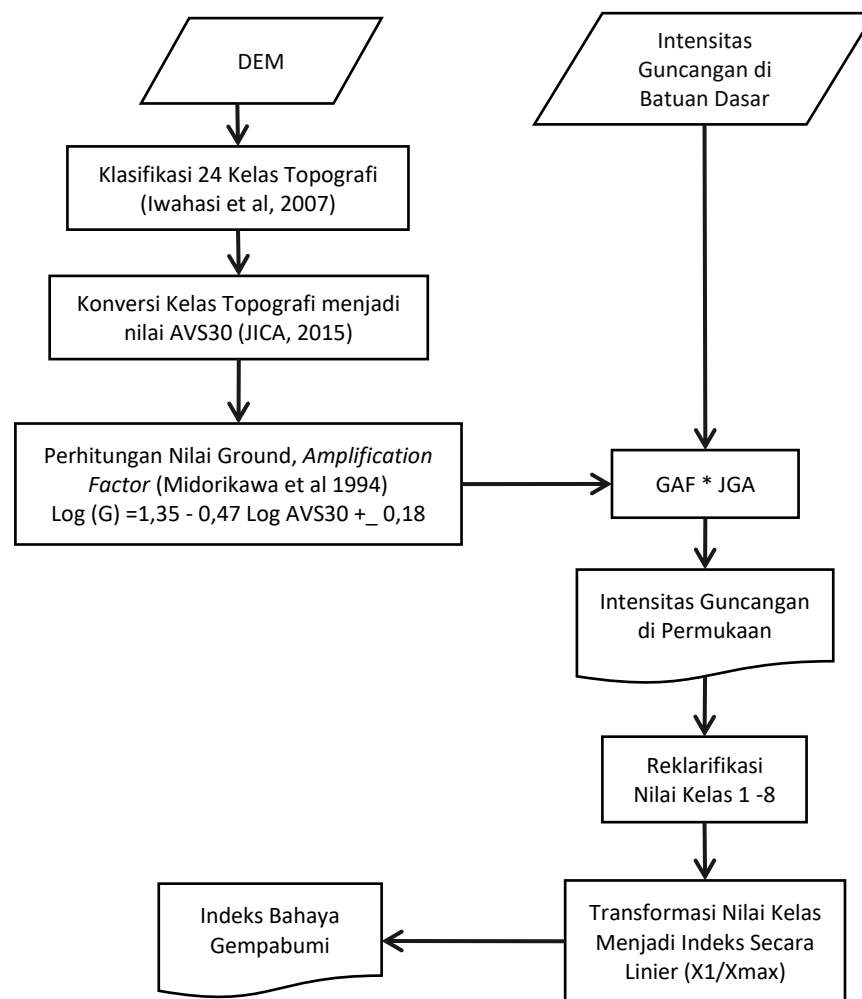 DEM
Intensitas
Guncangan di
Batuan Dasar
Klasifikasi 24 Kelas Topografi
(Iwahasi et al, 2007)
Konversi Kelas Topografi menjadi
nilai AVS30 (JICA, 2015)
Perhitungan Nilai Ground, Amplification
Factor (Midorikawa et al 1994)
Log (G) =1,35 - 0,47 Log AVS30 +_ 0,18
GAF * JGA
Intensitas Guncangan
di Permukaan
Reklarifikasi
Nilai Kelas 1 -8
Transformasi Nilai Kelas
Menjadi Indeks Secara
Linier (X1/Xmax)
Indeks Bahaya
Gempabumi